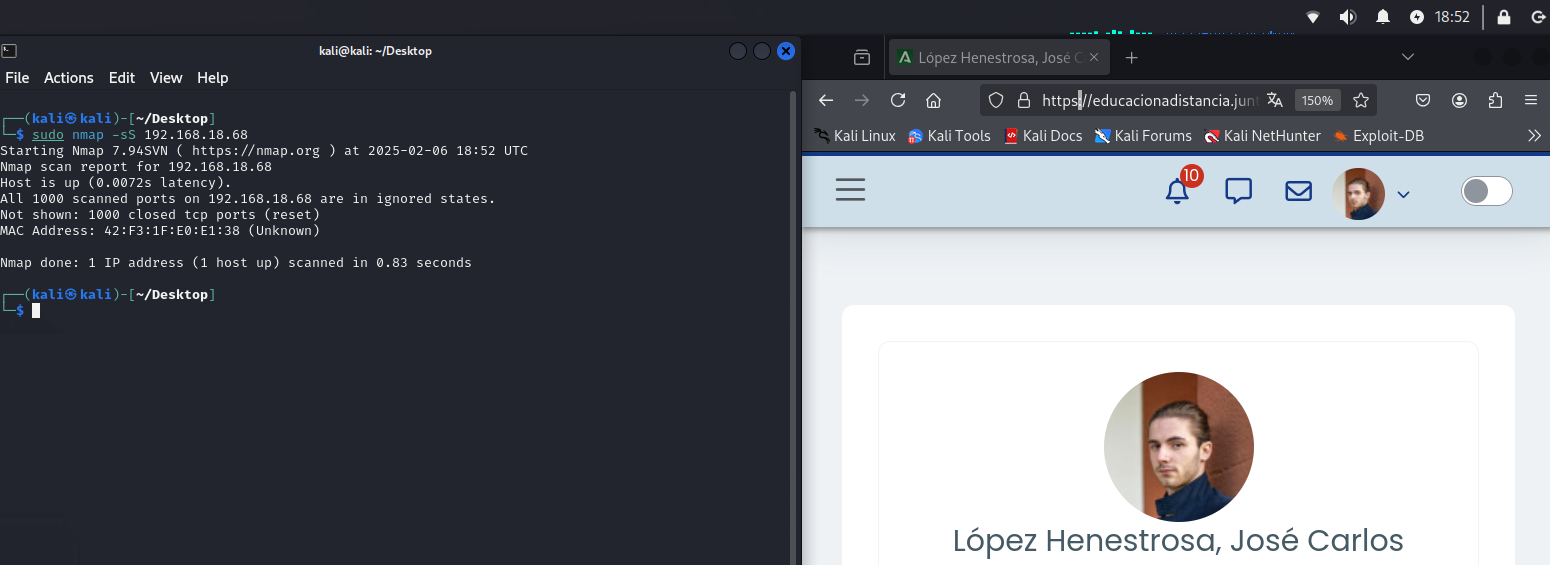 18:52
kali@kali: ~/Desktop
File Actions Edit View Help
┌──(kali㉿kali)-[~/Desktop]
└─$ sudo nmap -sS 192.168.18.68
Starting Nmap 7.94SVN ( https://nmap.org ) at 2025-02-06 18:52 UTC
Nmap scan report for 192.168.18.68
Host is up (0.0072s latency).
All 1000 scanned ports on 192.168.18.68 are in ignored states.
Not shown: 1000 closed tcp ports (reset)
MAC Address: 42:F3:1F:E0:E1:38 (Unknown)
Nmap done: 1 IP address (1 host up) scanned in 0.83 seconds
┌──(kali㉿kali)-[~/Desktop]
└─$
López Henestrosa, José C
https://educacionadistancia.junt
150%
Kali Linux Kali Tools Kali Docs Kali Forums Kali NetHunter Exploit-DB
10
López Henestrosa, José Carlos